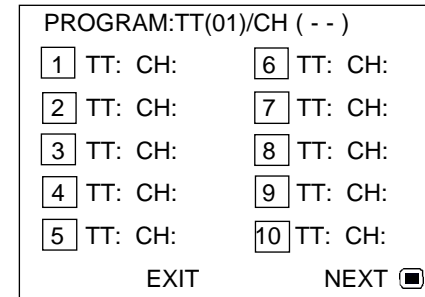 PROGRAM:TT(01)/CH ( - - )
1 TT: CH: 6 TT: CH:
2 TT: CH: 7 TT: CH:
3 TT: CH: 8 TT: CH:
4 TT: CH: 9 TT: CH:
5 TT: CH: 10 TT: CH:
EXIT NEXT